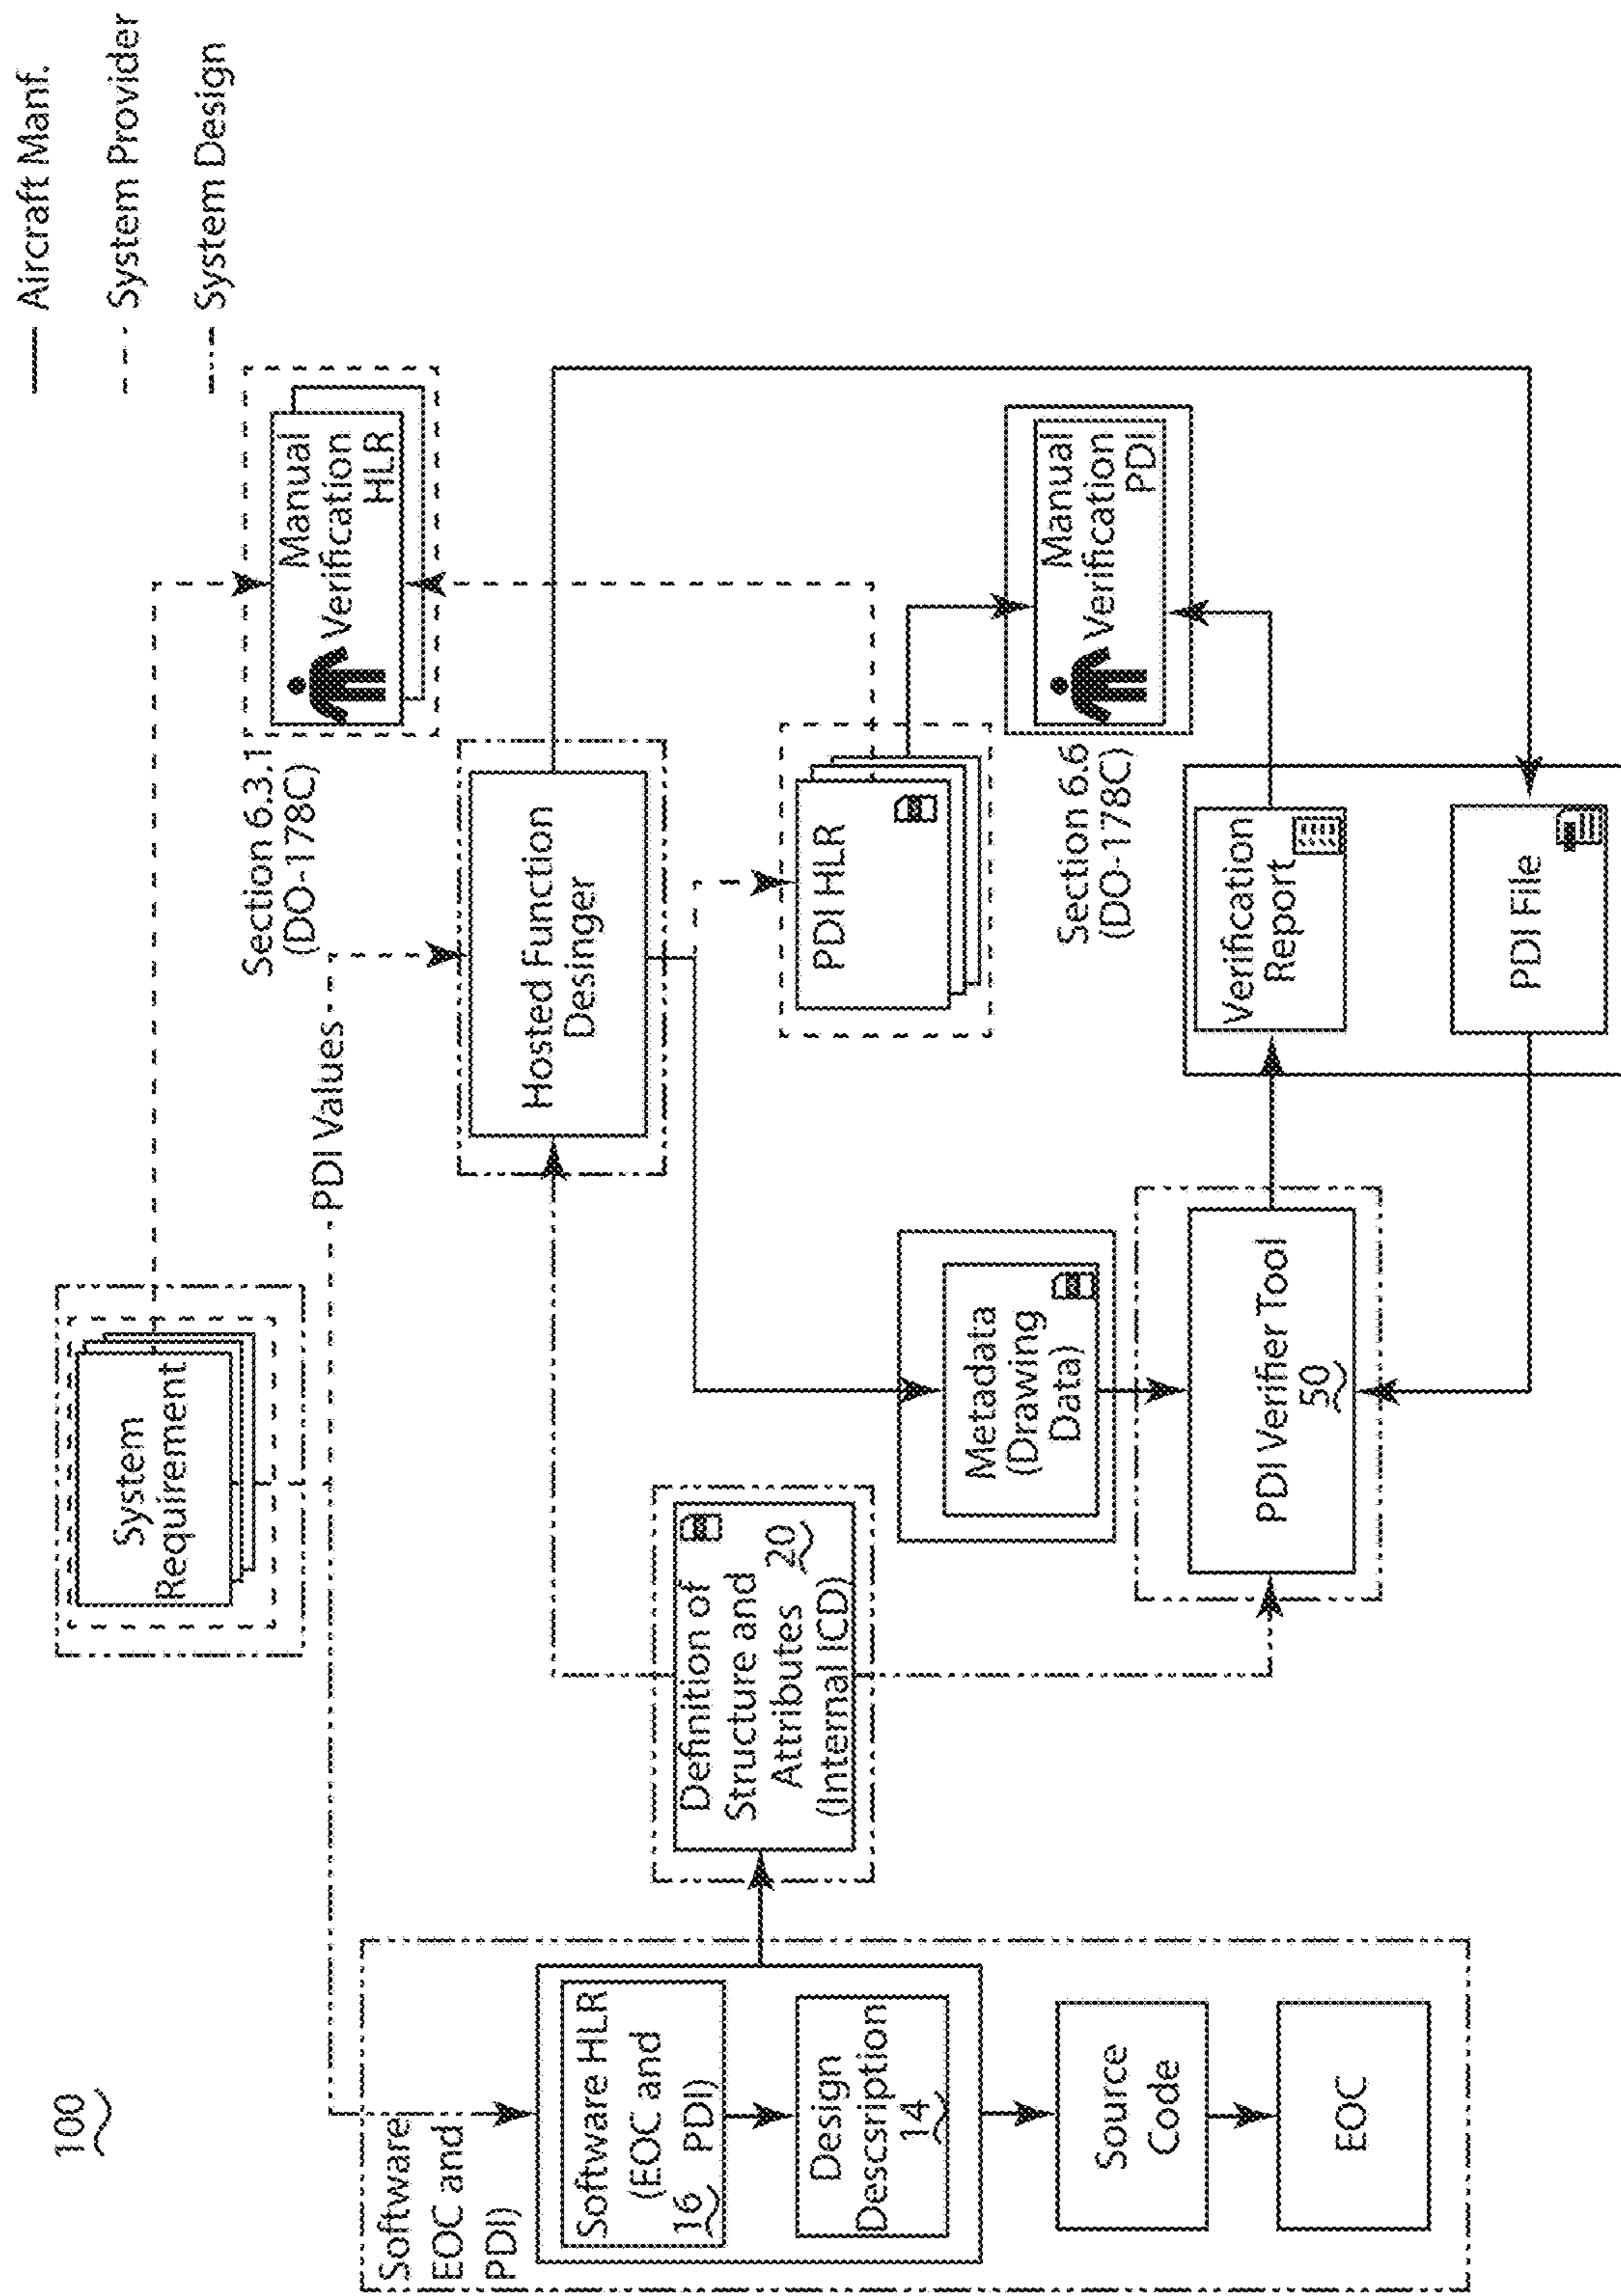 100
Aircraft Manf.
System Provider
System Design
System
Requirement
Section 6.3.1
(DO-178C)
Manual
Verification
HLR
PDI Values
Software
EOC and
PDI)
Software HLR
(EOC and
16 PDI)
Design
Descsription
14
Source
Code
EOC
Definition of
Structure and
Attributes 20
(Internal ICD)
Hosted Function
Desinger
PDI HLR
Metadata
(Drawing
Data)
Section 6.6
(DO-178C)
Manual
Verification
PDI
PDI Verifier Tool
50
Verification
Report
PDI File